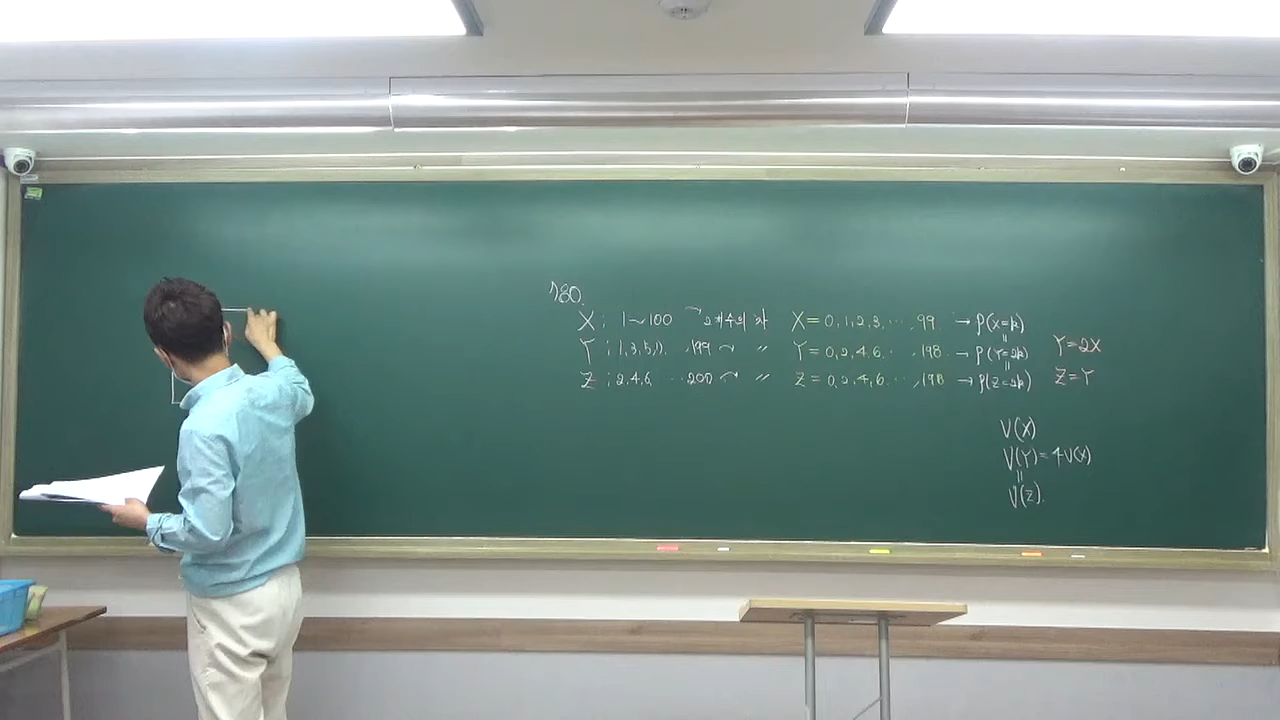 180.
X ; 1~100 2개수의 차 X = 0, 1, 2, 3, ..., 99. → P(X=k)
Y ; 1, 3, 5, ..., 199 〃 Y = 0, 2, 4, 6, ..., 198. → P(Y=2k) Y=2X
Z ; 2, 4, 6, ... 200 〃 Z = 0, 2, 4, 6, ..., 198 → P(Z=2k) Z=Y
V(X)
V(Y) = 4V(X)
V(Z).